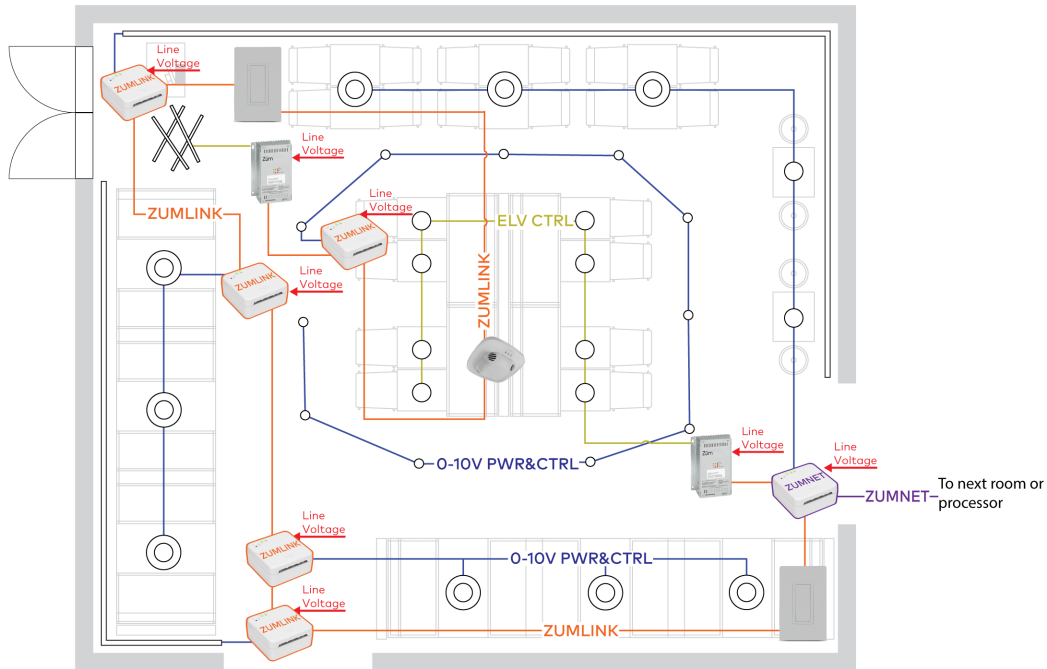 Line
Voltage
ZUMLINK
Line
Voltage
Zūm
Line
Voltage
ZUMLINK
ZUMLINK
ELV CTRL
Line
Voltage
ZUMLINK
ZUMLINK
Line
Voltage
Zūm
Line
Voltage
0-10V PWR&CTRL
ZUMNET
ZUMNET
To next room or
processor
Line
Voltage
ZUMLINK
0-10V PWR&CTRL
Line
Voltage
ZUMLINK
ZUMLINK